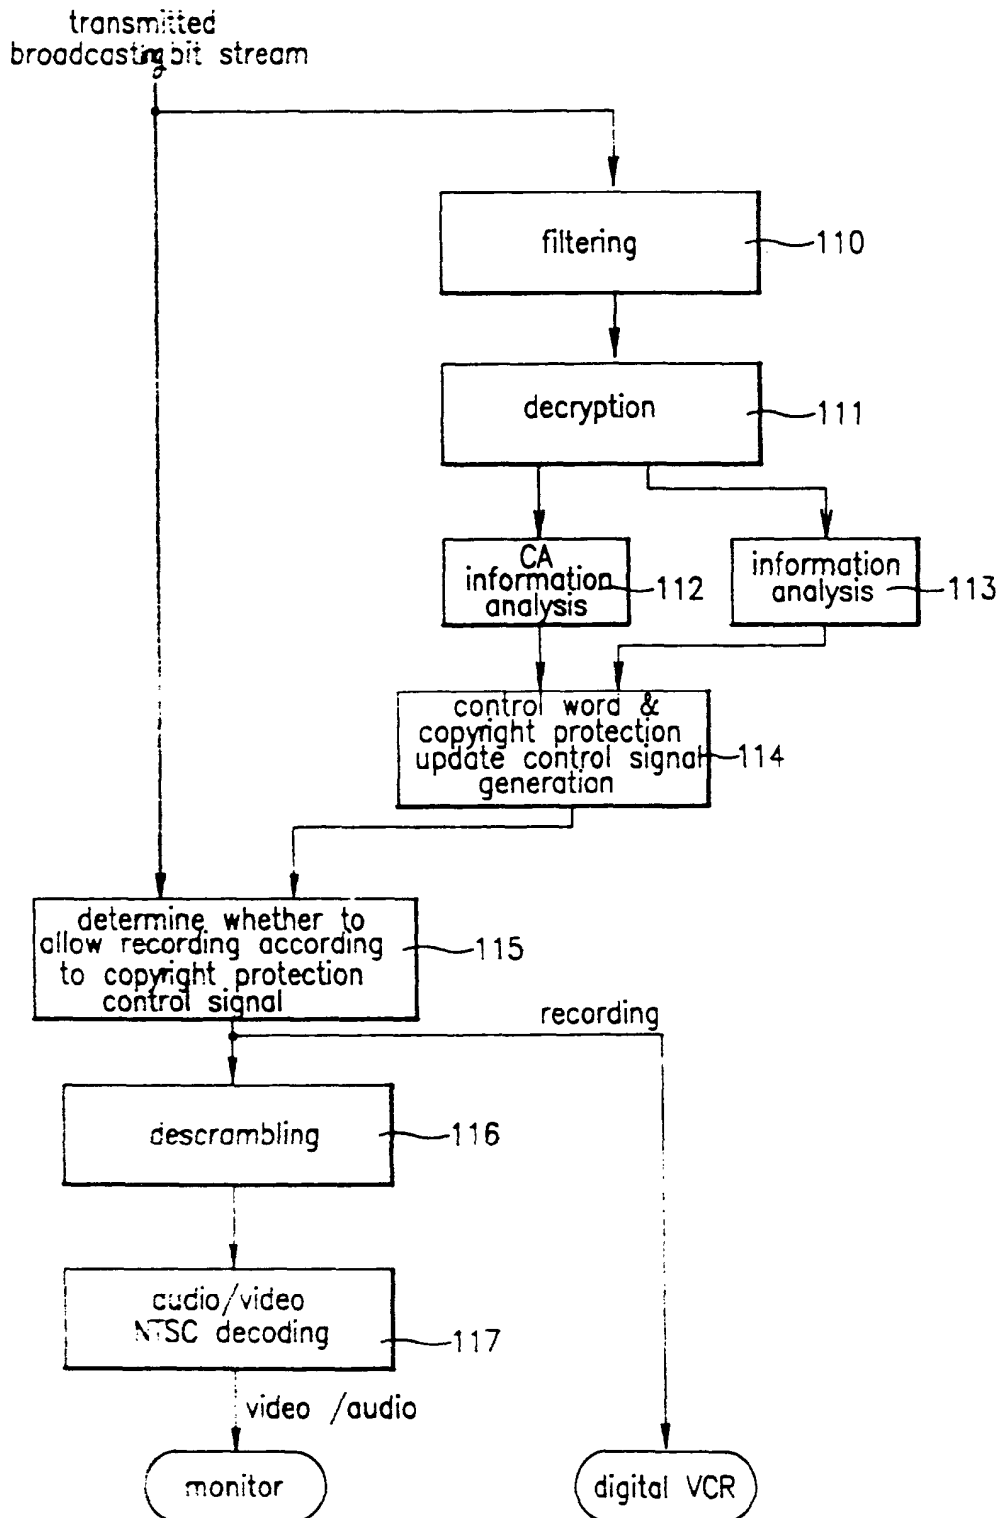 transmitted
broadcasting bit stream
filtering
110
decryption
111
CA
information
analysis
112
information
analysis
113
control word &
copyright protection
update control signal
generation
114
determine whether to
allow recording according
to copyright protection
control signal
115
recording
descrambling
116
audio/video
NTSC decoding
117
video /audio
monitor
digital VCR